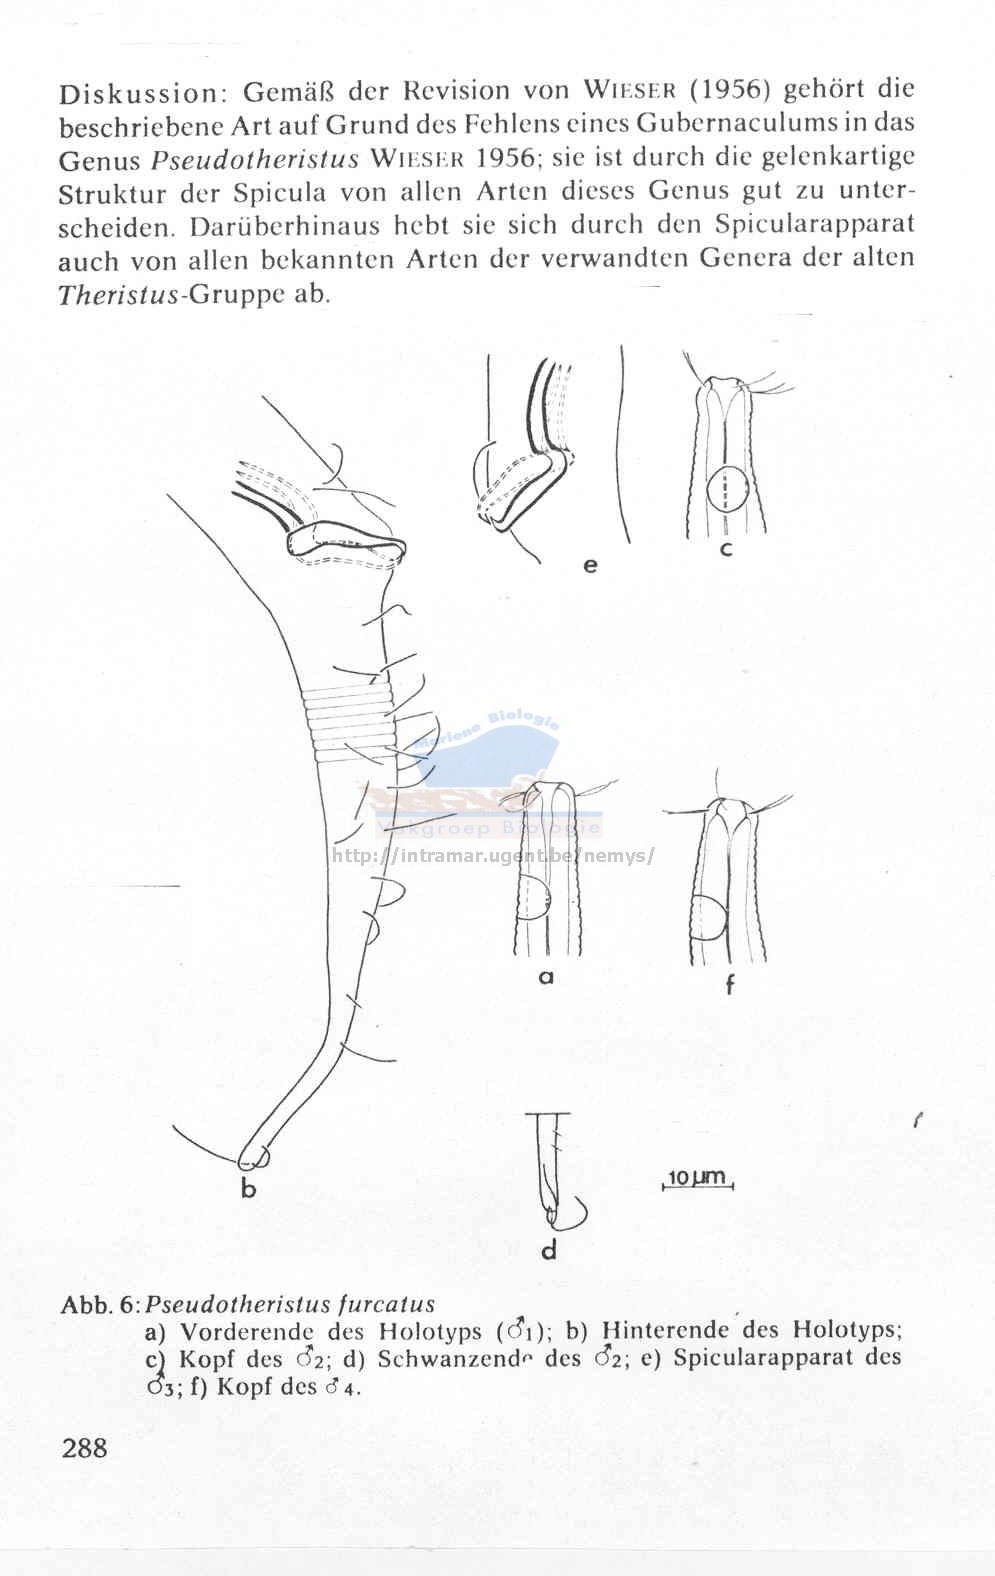 Diskussion: Gemäß der Revision von WIESER (1956) gehört die
beschriebene Art auf Grund des Fehlens eines Gubernaculums in das
Genus Pseudotheristus WIESER 1956; sie ist durch die gelenkartige
Struktur der Spicula von allen Arten dieses Genus gut zu unter-
scheiden. Darüberhinaus hebt sie sich durch den Spicularapparat
auch von allen bekannten Arten der verwandten Genera der alten
Theristus-Gruppe ab.
e
c
Mariene Biologie
Vakgroep Biologie
http://intramar.ugent.be/nemys/
a
f
b
10 µm
d
Abb. 6: Pseudotheristus furcatus
a) Vorderende des Holotyps (♂1); b) Hinterende des Holotyps;
c) Kopf des ♂2; d) Schwanzende des ♂2; e) Spicularapparat des
♂3; f) Kopf des ♂4.
288